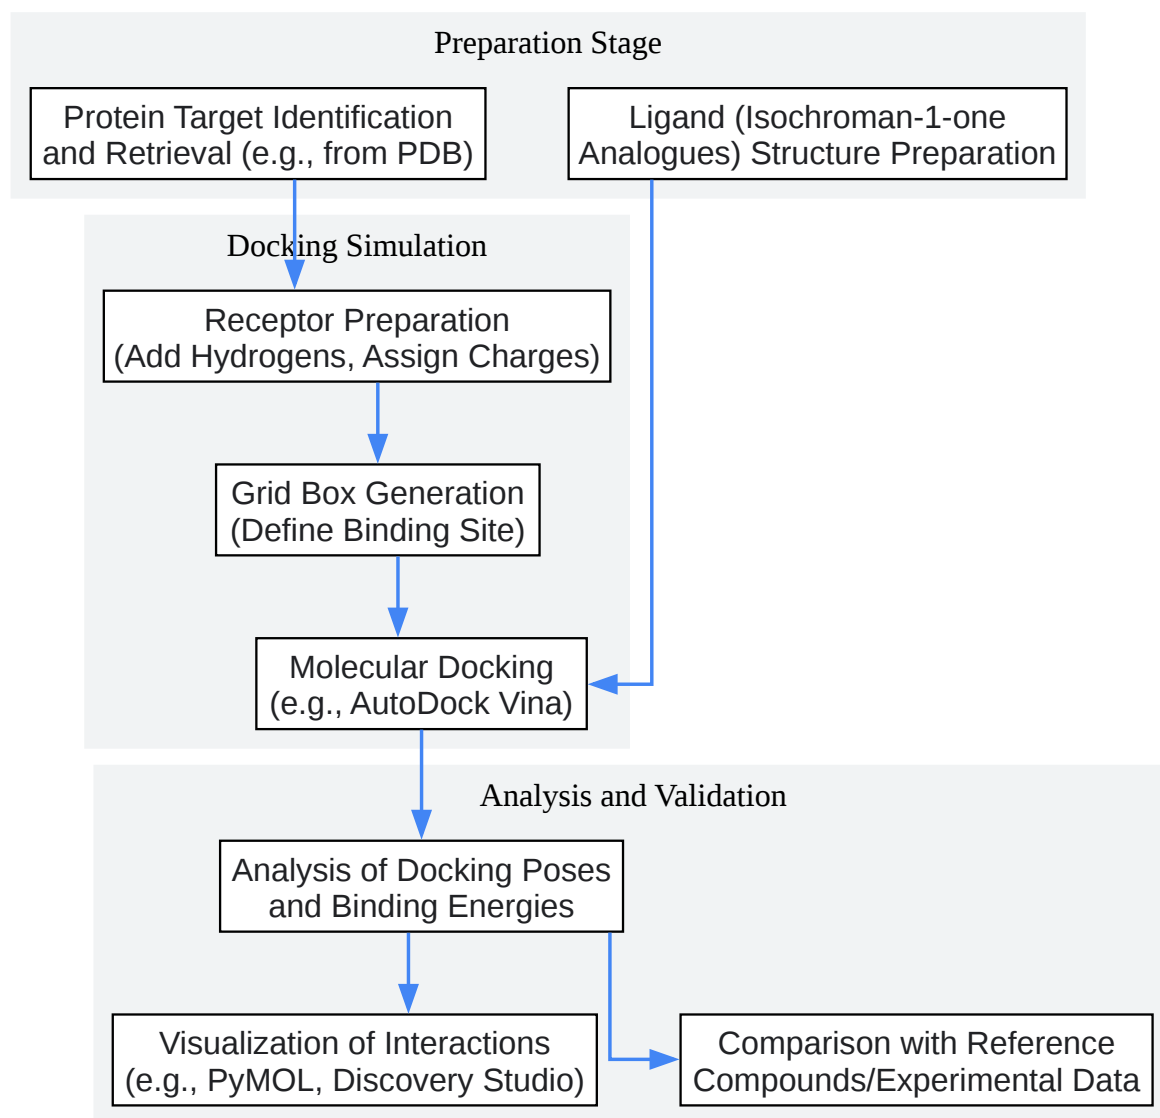 Preparation Stage
Protein Target Identification
and Retrieval (e.g., from PDB)
Ligand (Isochroman-1-one
Analogues) Structure Preparation
Docking Simulation
Receptor Preparation
(Add Hydrogens, Assign Charges)
Grid Box Generation
(Define Binding Site)
Molecular Docking
(e.g., AutoDock Vina)
Analysis and Validation
Analysis of Docking Poses
and Binding Energies
Visualization of Interactions
(e.g., PyMOL, Discovery Studio)
Comparison with Reference
Compounds/Experimental Data